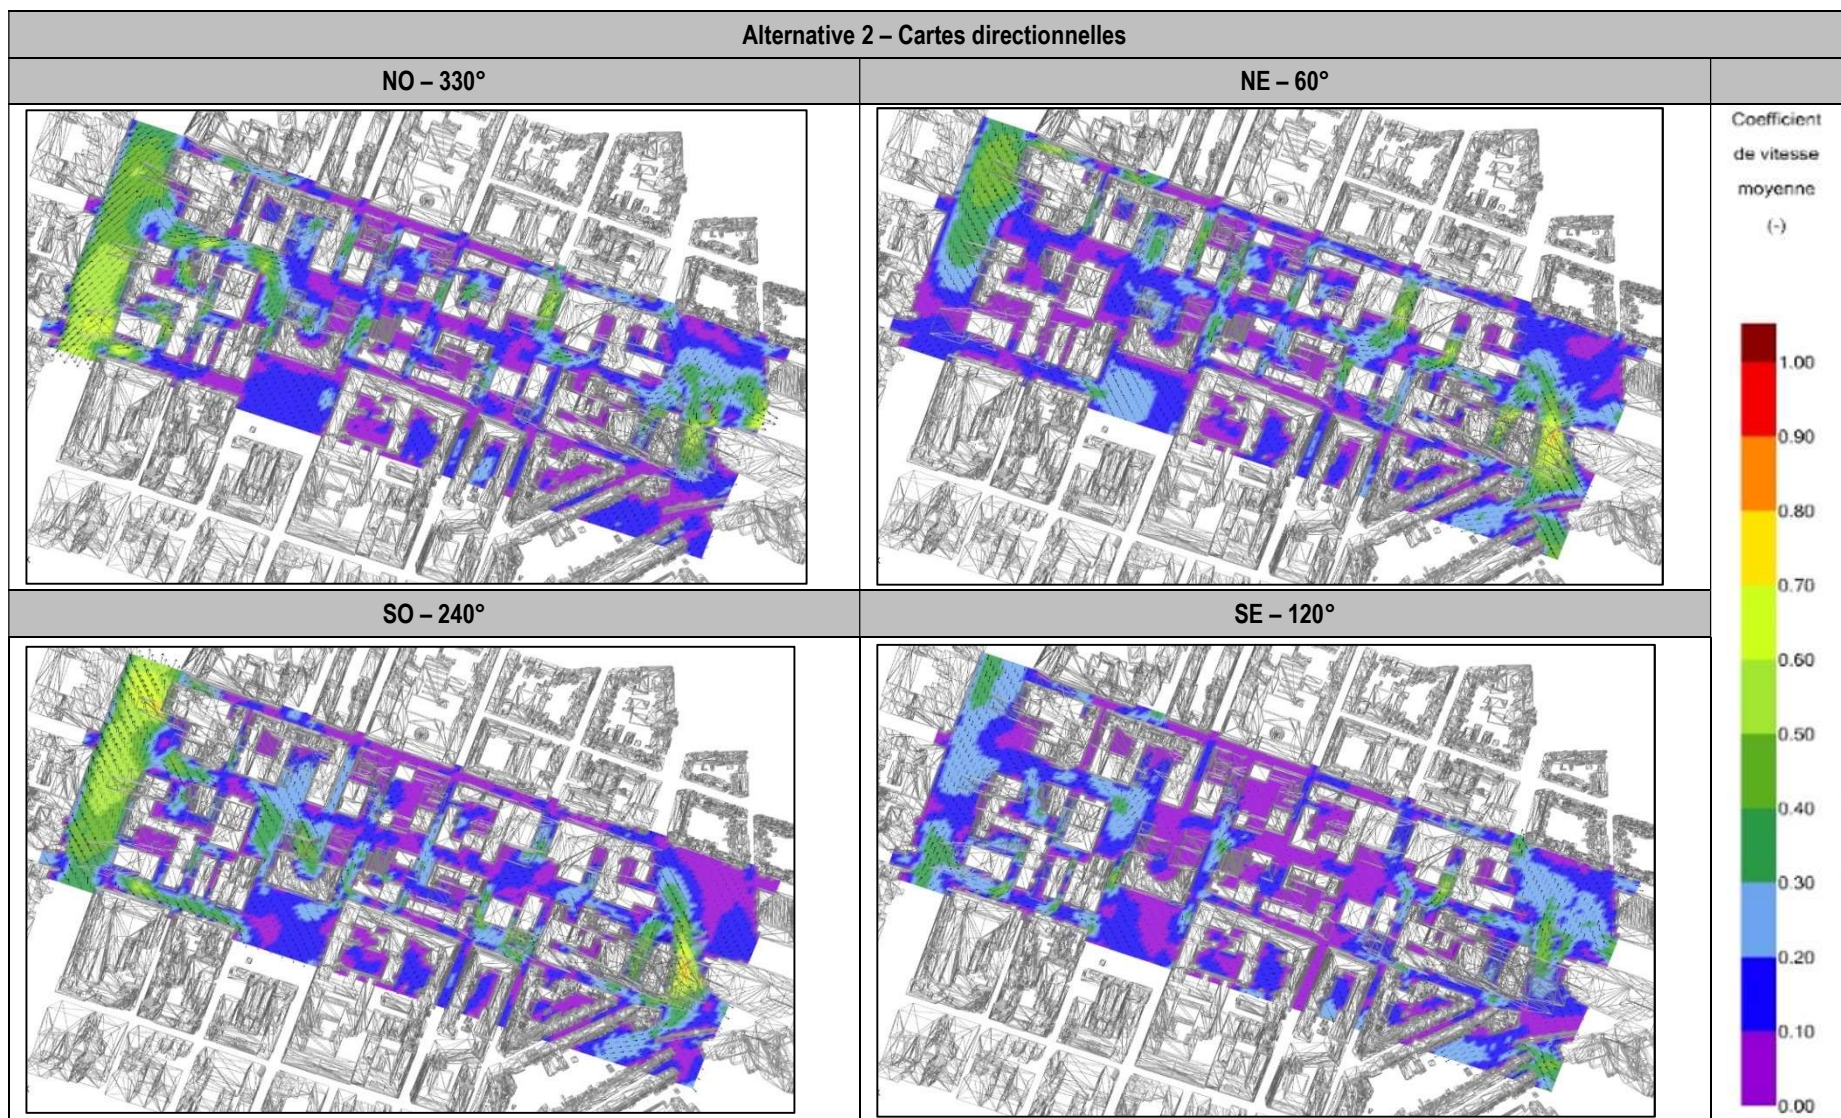 Alternative 2 – Cartes directionnelles
NO – 330°
NE – 60°
Coefficient
de vitesse
moyenne
(-)
1.00
0.90
0.80
0.70
0.60
0.50
0.40
0.30
0.20
0.10
0.00
SO – 240°
SE – 120°